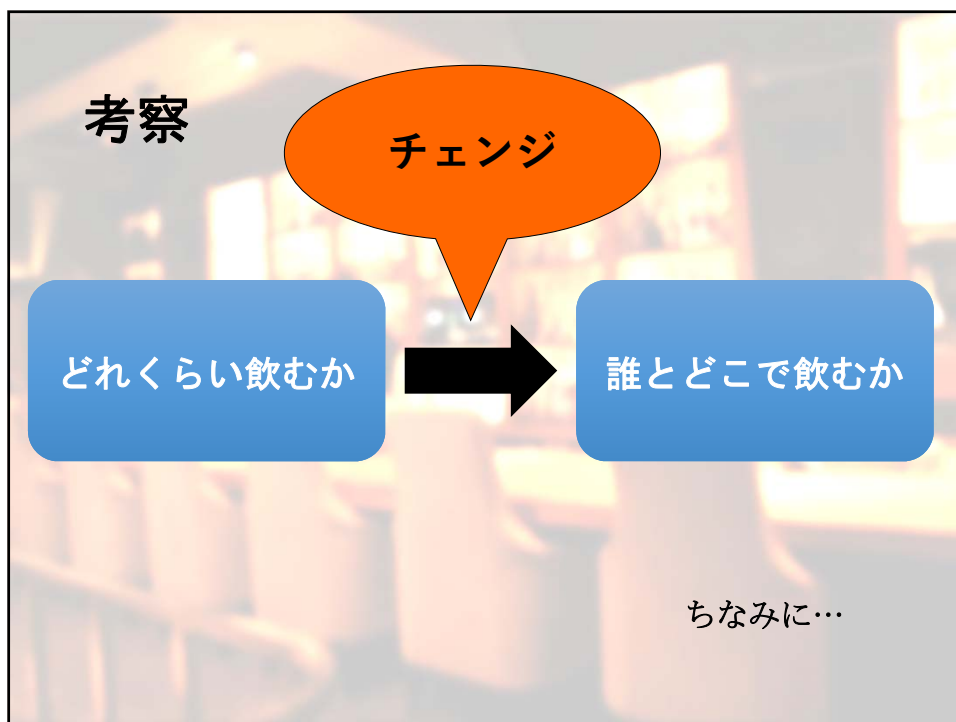 考察
チェンジ
どれくらい飲むか
誰とどこで飲むか
ちなみに…